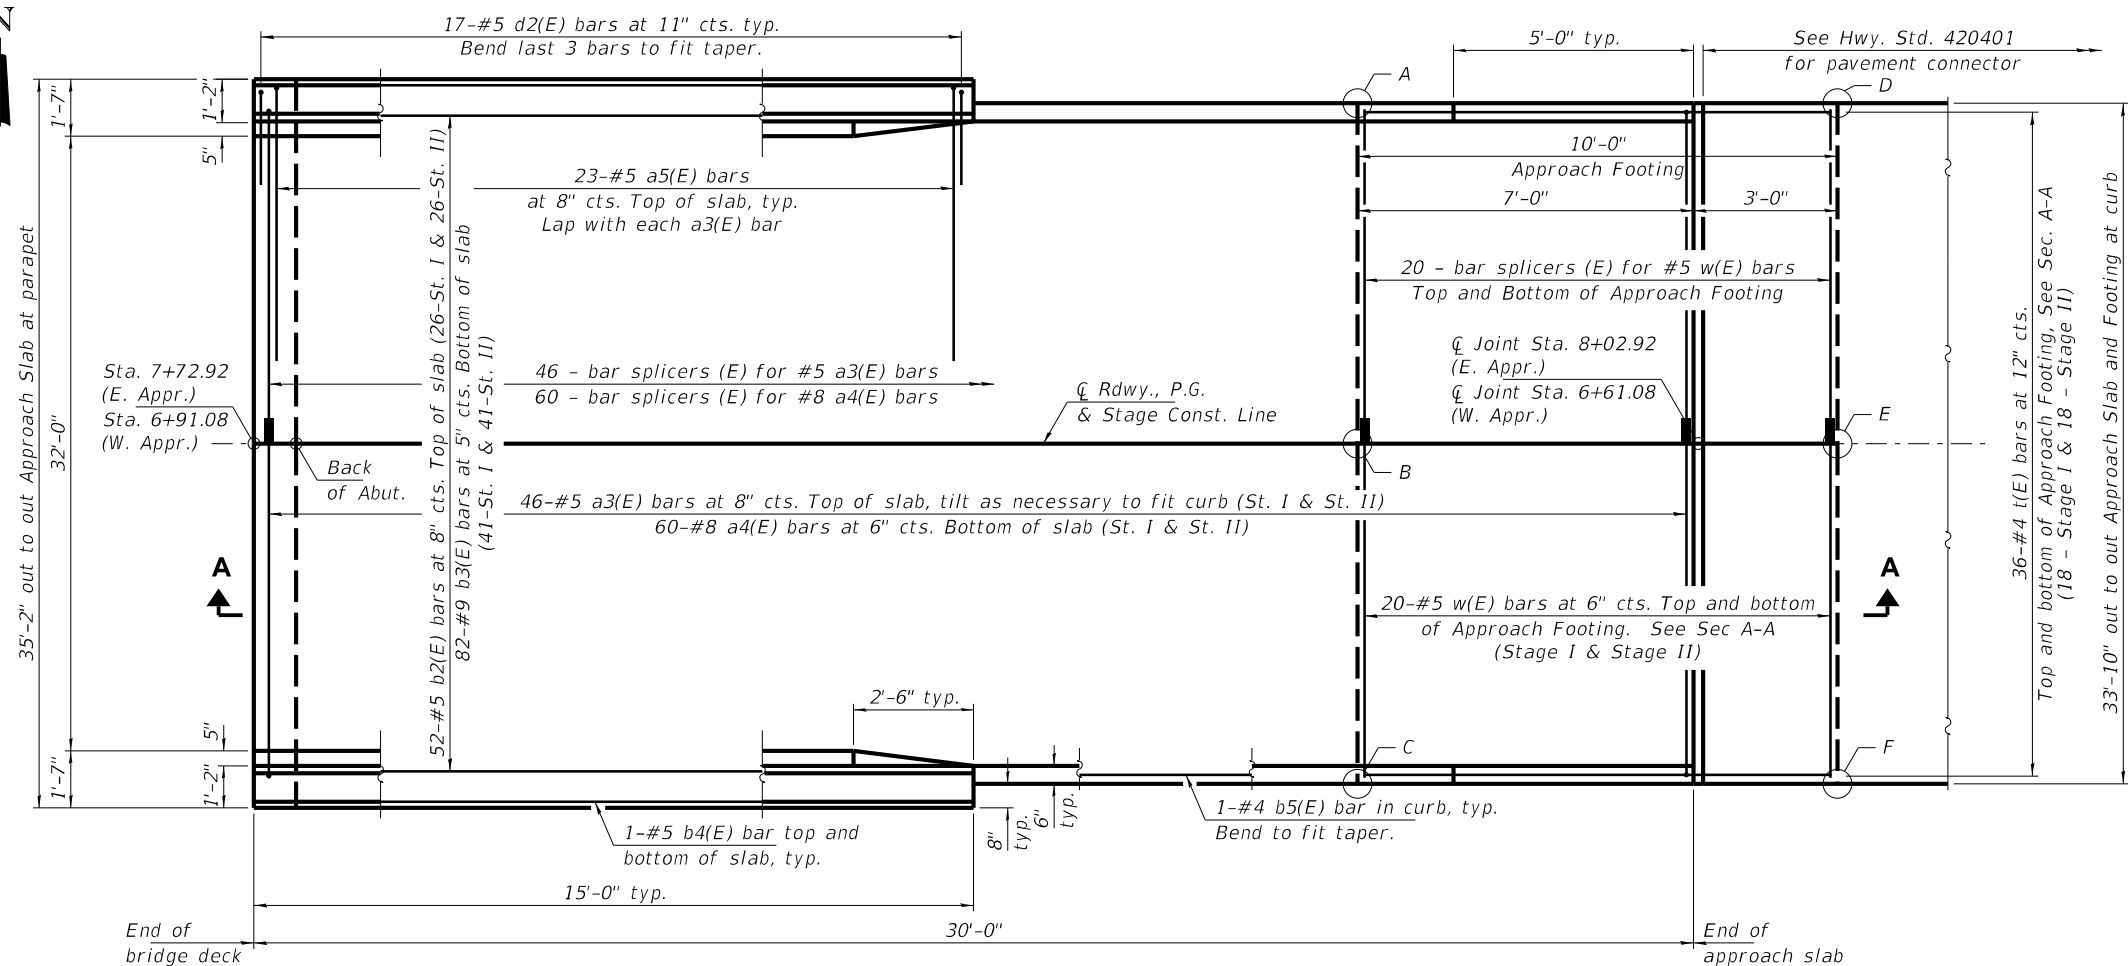 N
17-#5 d2(E) bars at 11" cts. typ.
Bend last 3 bars to fit taper.
5'-0" typ.
See Hwy. Std. 420401
for pavement connector
A
D
1'-7"
1'-2"
5"
10'-0"
Approach Footing
7'-0"
3'-0"
23-#5 a5(E) bars
at 8" cts. Top of slab, typ.
Lap with each a3(E) bar
20 - bar splicers (E) for #5 w(E) bars
Top and Bottom of Approach Footing
35'-2" out to out Approach Slab at parapet
32'-0"
52-#5 b2(E) bars at 8" cts. Top of slab (26-St. I & 26-St. II)
82-#9 b3(E) bars at 5" cts. Bottom of slab
(41-St. I & 41-St. II)
Sta. 7+72.92
(E. Appr.)
Sta. 6+91.08
(W. Appr.)
46 - bar splicers (E) for #5 a3(E) bars
60 - bar splicers (E) for #8 a4(E) bars
℄ Rdwy., P.G.
& Stage Const. Line
℄ Joint Sta. 8+02.92
(E. Appr.)
℄ Joint Sta. 6+61.08
(W. Appr.)
E
Back
of Abut.
B
46-#5 a3(E) bars at 8" cts. Top of slab, tilt as necessary to fit curb (St. I & St. II)
60-#8 a4(E) bars at 6" cts. Bottom of slab (St. I & St. II)
A
A
20-#5 w(E) bars at 6" cts. Top and bottom
of Approach Footing. See Sec A-A
(Stage I & Stage II)
36-#4 t(E) bars at 12" cts.
Top and bottom of Approach Footing, See Sec. A-A
(18 - Stage I & 18 - Stage II)
33'-10" out to out Approach Slab and Footing at curb
2'-6" typ.
5"
1'-7"
1'-2"
C
F
8"
typ.
6"
typ.
1-#4 b5(E) bar in curb, typ.
Bend to fit taper.
1-#5 b4(E) bar top and
bottom of slab, typ.
15'-0" typ.
30'-0"
End of
bridge deck
End of
approach slab